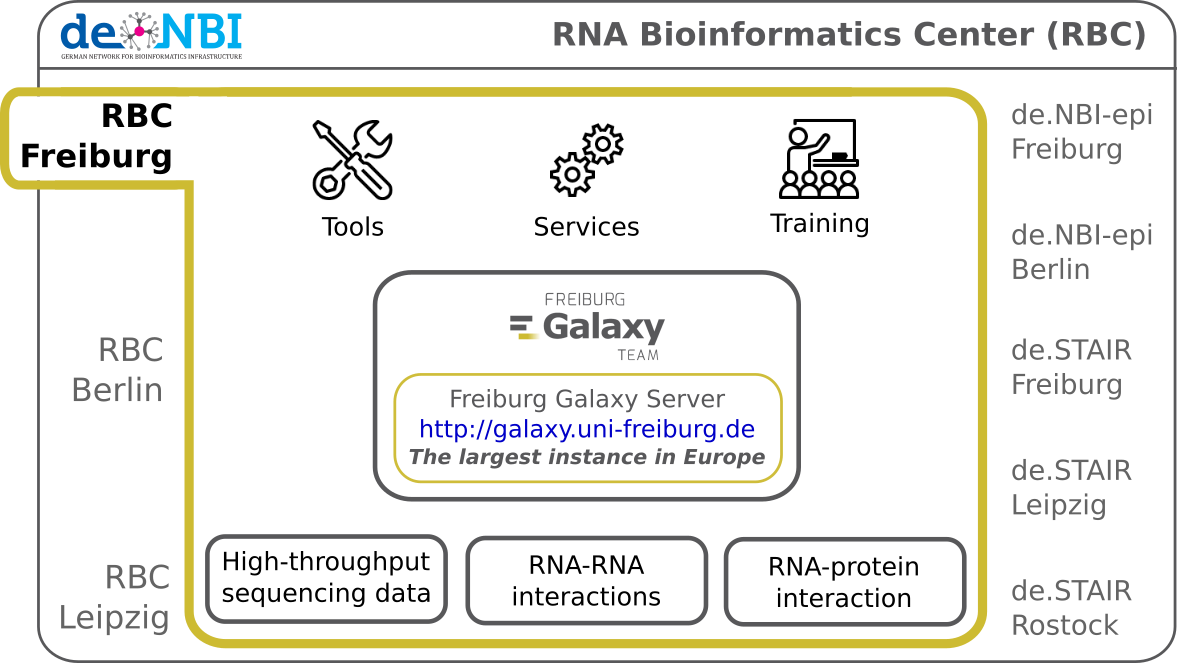 de.NBI
GERMAN NETWORK FOR BIOINFORMATICS INFRASTRUCTURE
RNA Bioinformatics Center (RBC)
RBC
Freiburg
RBC
Berlin
RBC
Leipzig
Tools
Services
Training
FREIBURG
Galaxy
TEAM
Freiburg Galaxy Server
http://galaxy.uni-freiburg.de
The largest instance in Europe
High-throughput
sequencing data
RNA-RNA
interactions
RNA-protein
interaction
de.NBI-epi
Freiburg
de.NBI-epi
Berlin
de.STAIR
Freiburg
de.STAIR
Leipzig
de.STAIR
Rostock